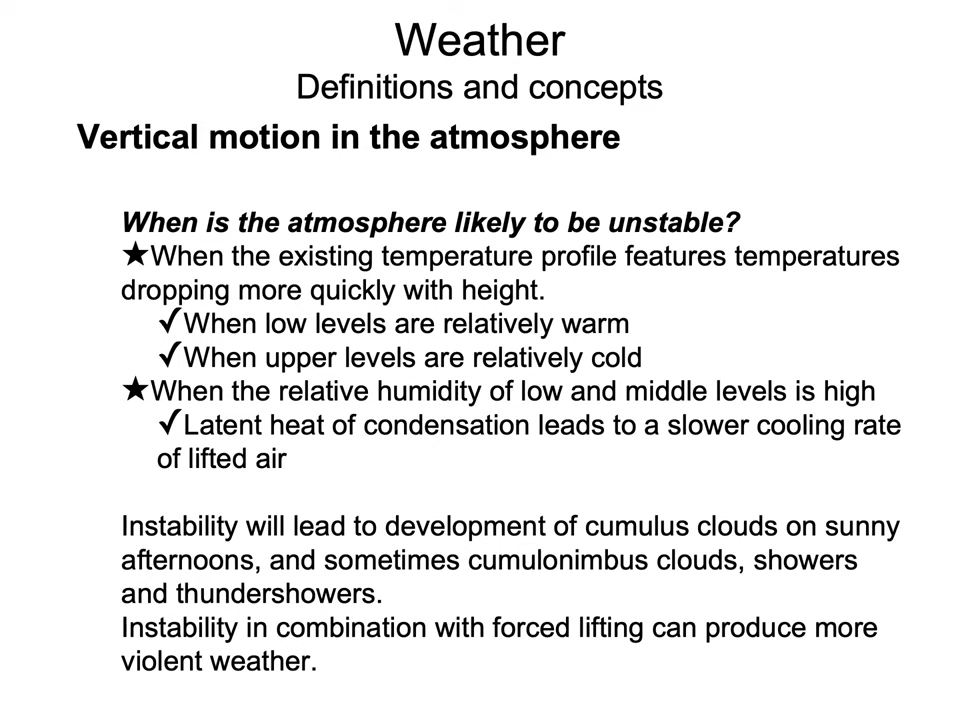 Weather
Definitions and concepts
Vertical motion in the atmosphere
When is the atmosphere likely to be unstable?
★When the existing temperature profile features temperatures
dropping more quickly with height.
✓When low levels are relatively warm
✓When upper levels are relatively cold
★When the relative humidity of low and middle levels is high
✓Latent heat of condensation leads to a slower cooling rate
of lifted air
Instability will lead to development of cumulus clouds on sunny
afternoons, and sometimes cumulonimbus clouds, showers
and thundershowers.
Instability in combination with forced lifting can produce more
violent weather.